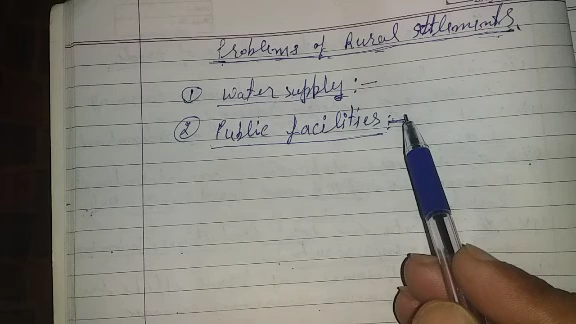 Problems of Rural Settlements.
① Water supply :-
② Public facilities :-